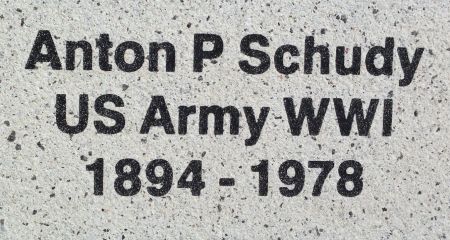 Anton P Schudy
US Army WWI
1894 - 1978